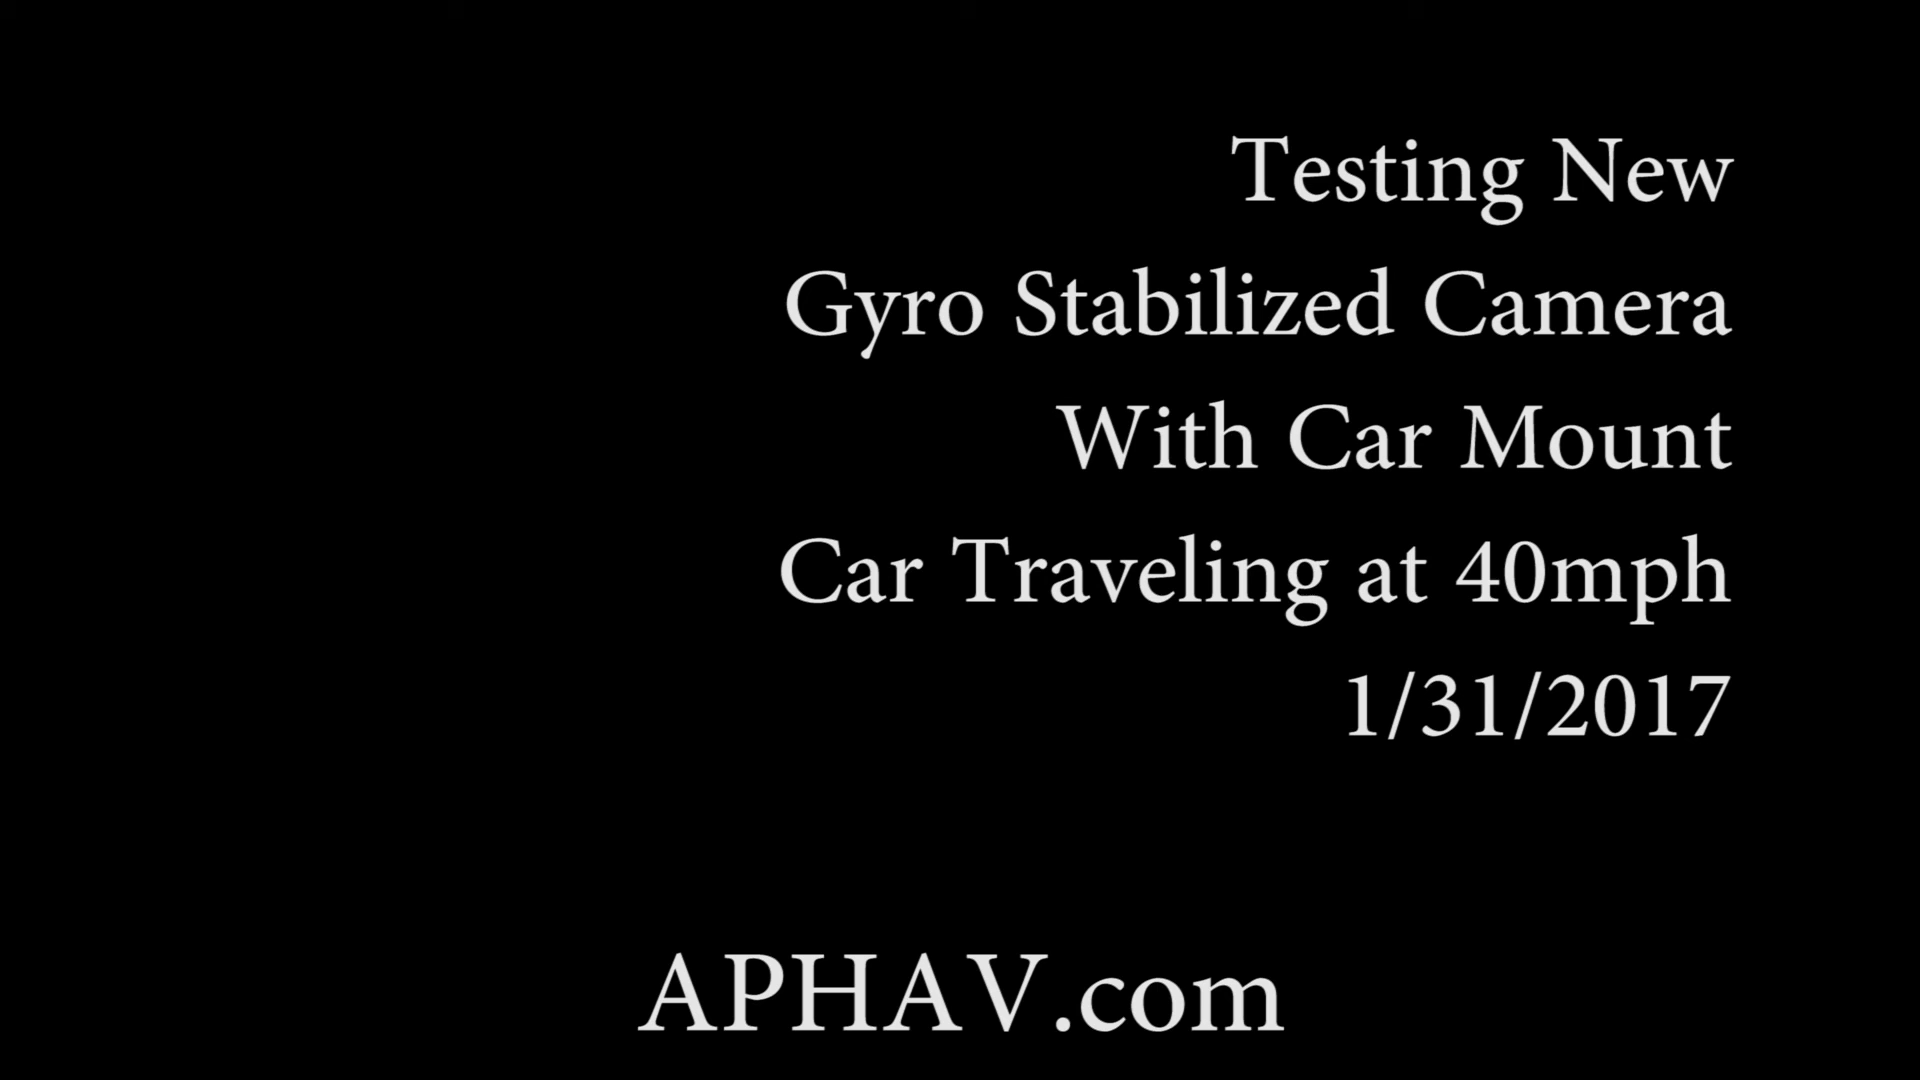 Testing New
Gyro Stabilized Camera
With Car Mount
Car Traveling at 40mph
1/31/2017
APHAV.com